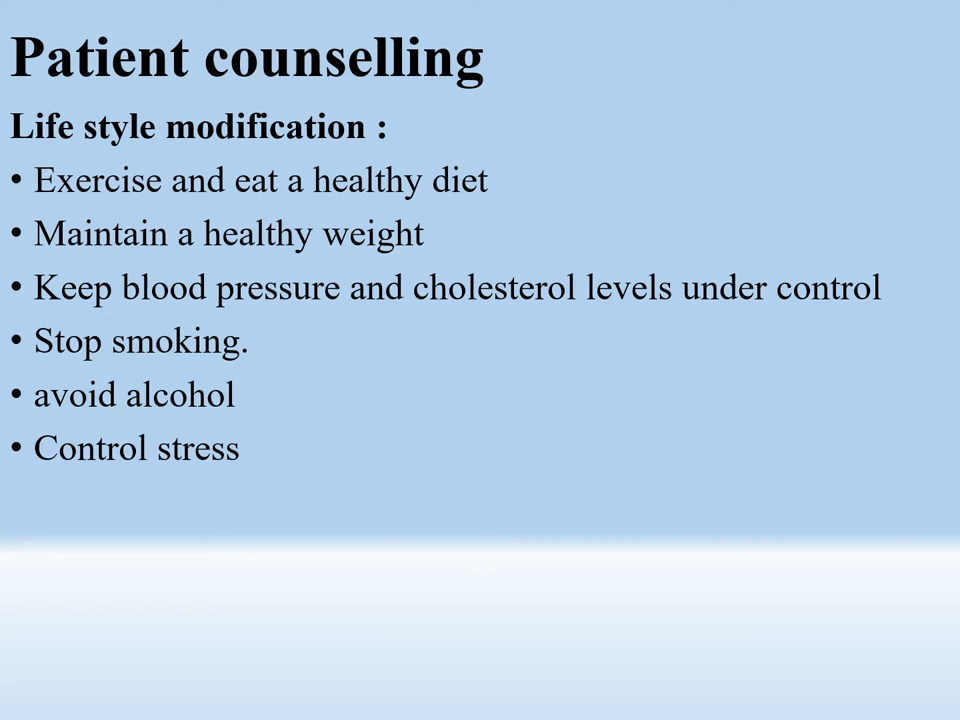 Patient counselling
Life style modification :
• Exercise and eat a healthy diet
• Maintain a healthy weight
• Keep blood pressure and cholesterol levels under control
• Stop smoking.
• avoid alcohol
• Control stress